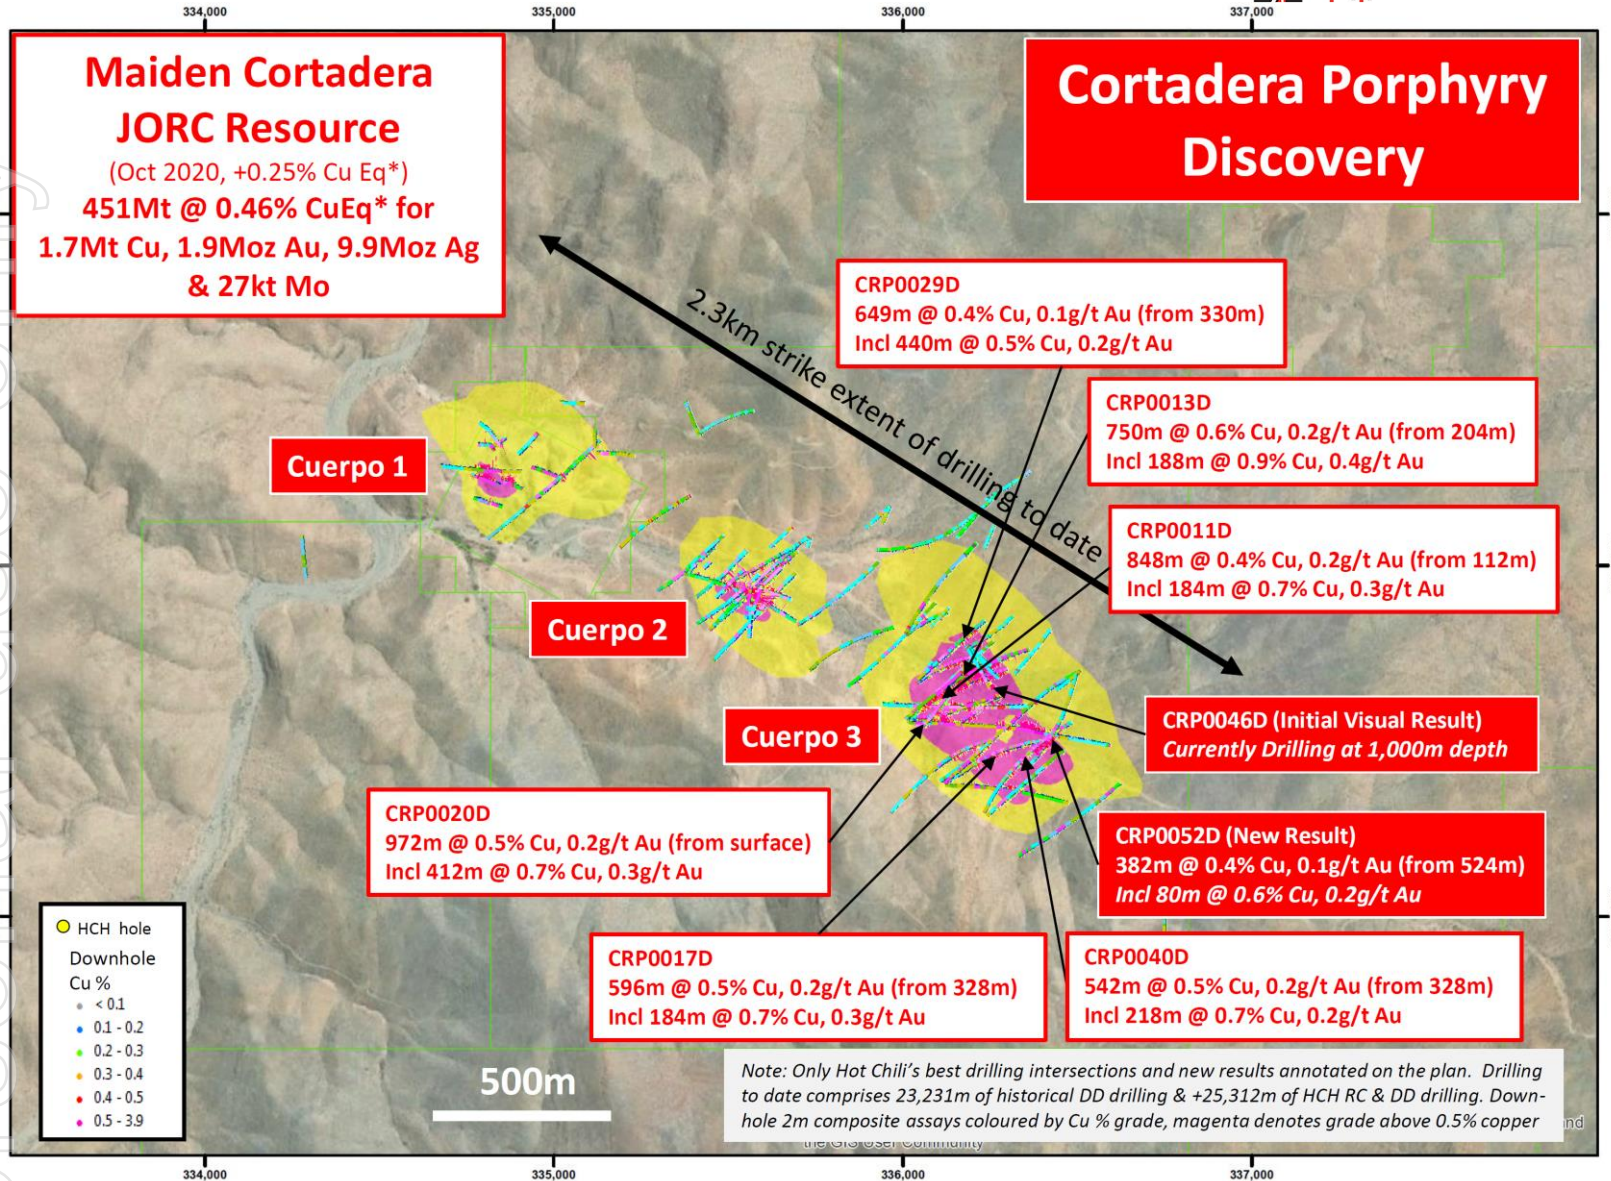 334,000
335,000
336,000
337,000
Maiden Cortadera
JORC Resource
(Oct 2020, +0.25% Cu Eq*)
451Mt @ 0.46% CuEq* for
1.7Mt Cu, 1.9Moz Au, 9.9Moz Ag
& 27kt Mo
Cortadera Porphyry
Discovery
2.3km strike extent of drilling to date
CRP0029D
649m @ 0.4% Cu, 0.1g/t Au (from 330m)
Incl 440m @ 0.5% Cu, 0.2g/t Au
CRP0013D
750m @ 0.6% Cu, 0.2g/t Au (from 204m)
Incl 188m @ 0.9% Cu, 0.4g/t Au
CRP0011D
848m @ 0.4% Cu, 0.2g/t Au (from 112m)
Incl 184m @ 0.7% Cu, 0.3g/t Au
Cuerpo 1
Cuerpo 2
Cuerpo 3
CRP0046D (Initial Visual Result)
Currently Drilling at 1,000m depth
CRP0020D
972m @ 0.5% Cu, 0.2g/t Au (from surface)
Incl 412m @ 0.7% Cu, 0.3g/t Au
CRP0052D (New Result)
382m @ 0.4% Cu, 0.1g/t Au (from 524m)
Incl 80m @ 0.6% Cu, 0.2g/t Au
CRP0017D
596m @ 0.5% Cu, 0.2g/t Au (from 328m)
Incl 184m @ 0.7% Cu, 0.3g/t Au
CRP0040D
542m @ 0.5% Cu, 0.2g/t Au (from 328m)
Incl 218m @ 0.7% Cu, 0.2g/t Au
HCH hole
Downhole
Cu %
< 0.1
0.1 - 0.2
0.2 - 0.3
0.3 - 0.4
0.4 - 0.5
0.5 - 3.9
500m
Note: Only Hot Chili's best drilling intersections and new results annotated on the plan. Drilling
to date comprises 23,231m of historical DD drilling & +25,312m of HCH RC & DD drilling. Down-
hole 2m composite assays coloured by Cu % grade, magenta denotes grade above 0.5% copper
the GIS User Community
334,000
335,000
336,000
337,000